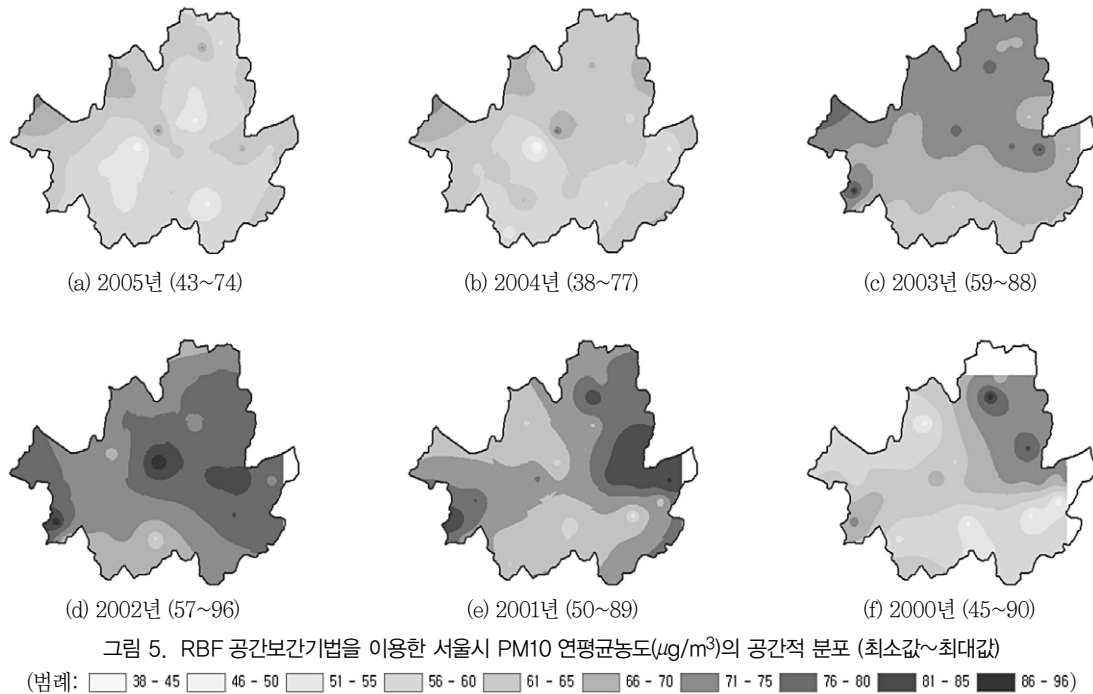 (a) 2005년 (43~74)
(b) 2004년 (38~77)
(c) 2003년 (59~88)
(d) 2002년 (57~96)
(e) 2001년 (50~89)
(f) 2000년 (45~90)
그림 5. RBF 공간보간기법을 이용한 서울시 PM10 연평균농도(μg/m³)의 공간적 분포 (최소값~최대값)
(범례: 38 - 45 46 - 50 51 - 55 56 - 60 61 - 65 66 - 70 71 - 75 76 - 80 81 - 85 86 - 96)